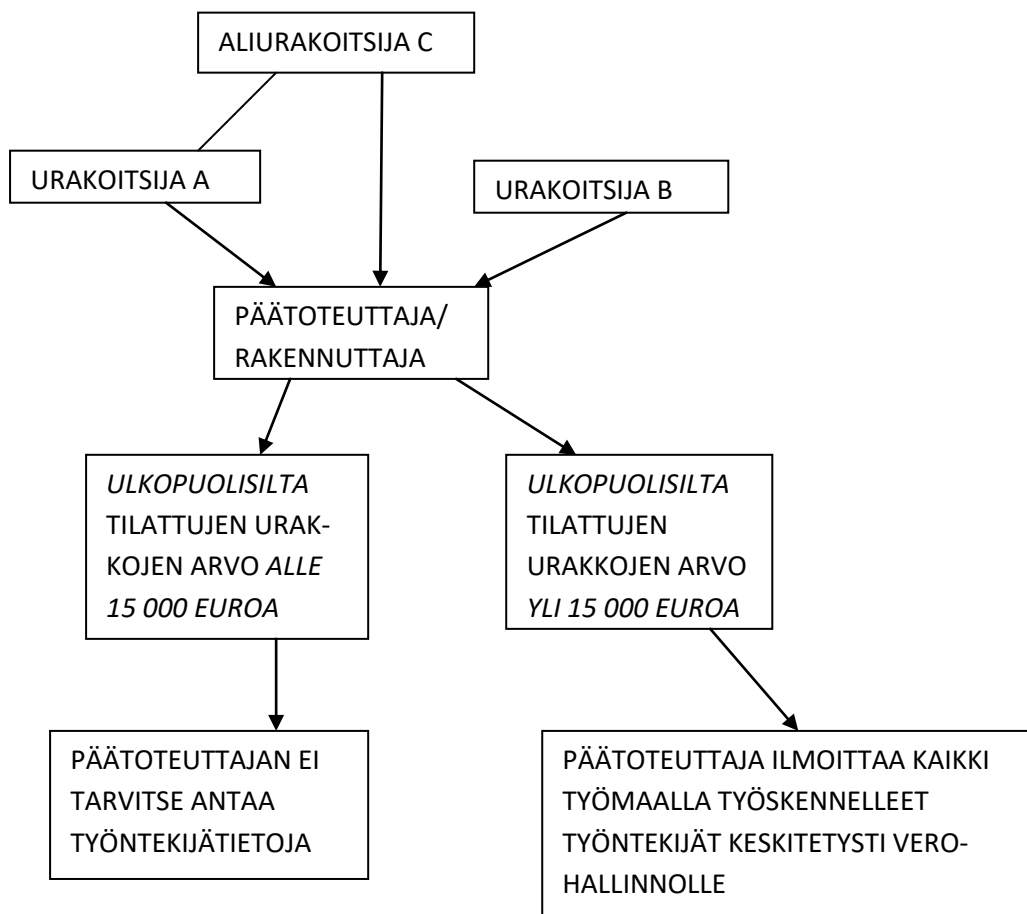 ALIURAKOITSIJA C
URAKOITSIJA A
URAKOITSIJA B
PÄÄTOTEUTTAJA/
RAKENNUTTAJA
ULKOPUOLISILTA
TILATTUJEN URAK-
KOJEN ARVO ALLE
15 000 EUROA
ULKOPUOLISILTA
TILATTUJEN
URAKKOJEN ARVO
YLI 15 000 EUROA
PÄÄTOTEUTTAJAN EI
TARVITSE ANTAA
TYÖNTEKIJÄTIETOJA
PÄÄTOTEUTTAJA ILMOITTAA KAIKKI
TYÖMAALLA TYÖSKENNELLEET
TYÖNTEKIJÄT KESKITETYSTI VERO-
HALLINNOLLE